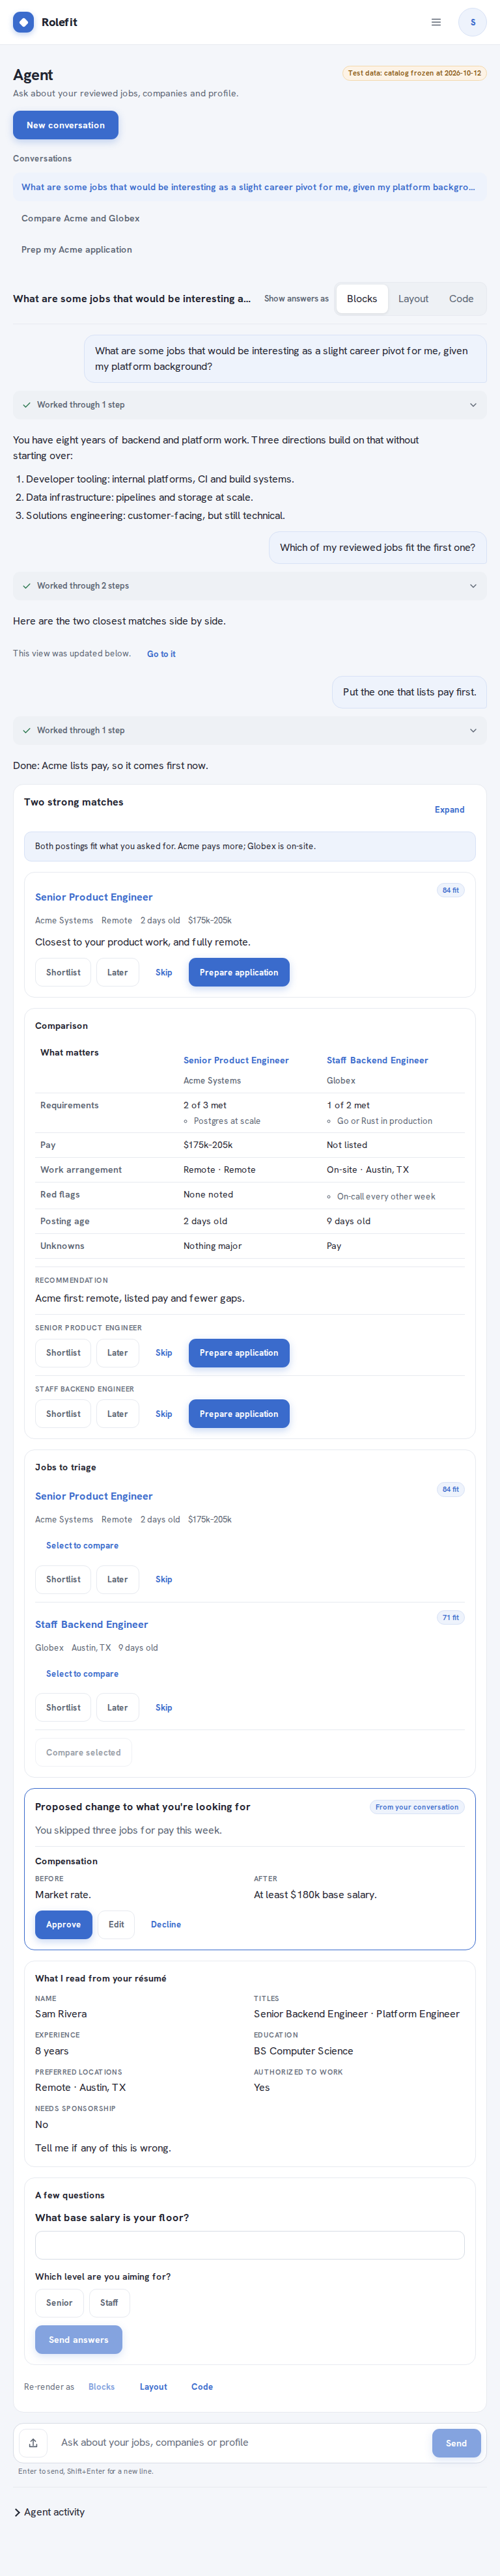 Rolefit
S
Agent
Test data: catalog frozen at 2026-10-12
Ask about your reviewed jobs, companies and profile.
New conversation
Conversations
What are some jobs that would be interesting as a slight career pivot for me, given my platform backgro...
Compare Acme and Globex
Prep my Acme application
What are some jobs that would be interesting a...
Show answers as
Blocks
Layout
Code
What are some jobs that would be interesting as a slight career pivot for me, given
my platform background?
Worked through 1 step
You have eight years of backend and platform work. Three directions build on that without
starting over:
1. Developer tooling: internal platforms, CI and build systems.
2. Data infrastructure: pipelines and storage at scale.
3. Solutions engineering: customer-facing, but still technical.
Which of my reviewed jobs fit the first one?
Worked through 2 steps
Here are the two closest matches side by side.
This view was updated below.
Go to it
Put the one that lists pay first.
Worked through 1 step
Done: Acme lists pay, so it comes first now.
Two strong matches
Expand
Both postings fit what you asked for. Acme pays more; Globex is on-site.
Senior Product Engineer
84 fit
Acme Systems Remote 2 days old $175k-205k
Closest to your product work, and fully remote.
Shortlist Later Skip Prepare application
Comparison
What matters
Senior Product Engineer
Staff Backend Engineer
Acme Systems
Globex
Requirements
2 of 3 met
1 of 2 met
Postgres at scale
Go or Rust in production
Pay
$175k-205k
Not listed
Work arrangement
Remote · Remote
On-site · Austin, TX
Red flags
None noted
On-call every other week
Posting age
2 days old
9 days old
Unknowns
Nothing major
Pay
RECOMMENDATION
Acme first: remote, listed pay and fewer gaps.
SENIOR PRODUCT ENGINEER
Shortlist Later Skip Prepare application
STAFF BACKEND ENGINEER
Shortlist Later Skip Prepare application
Jobs to triage
Senior Product Engineer
84 fit
Acme Systems Remote 2 days old $175k-205k
Select to compare
Shortlist Later Skip
Staff Backend Engineer
71 fit
Globex Austin, TX 9 days old
Select to compare
Shortlist Later Skip
Compare selected
Proposed change to what you're looking for
From your conversation
You skipped three jobs for pay this week.
Compensation
BEFORE
AFTER
Market rate.
At least $180k base salary.
Approve Edit Decline
What I read from your résumé
NAME
TITLES
Sam Rivera
Senior Backend Engineer · Platform Engineer
EXPERIENCE
EDUCATION
8 years
BS Computer Science
PREFERRED LOCATIONS
AUTHORIZED TO WORK
Remote · Austin, TX
Yes
NEEDS SPONSORSHIP
No
Tell me if any of this is wrong.
A few questions
What base salary is your floor?
Which level are you aiming for?
Senior Staff
Send answers
Re-render as Blocks Layout Code
Ask about your jobs, companies or profile
Send
Enter to send, Shift+Enter for a new line.
Agent activity